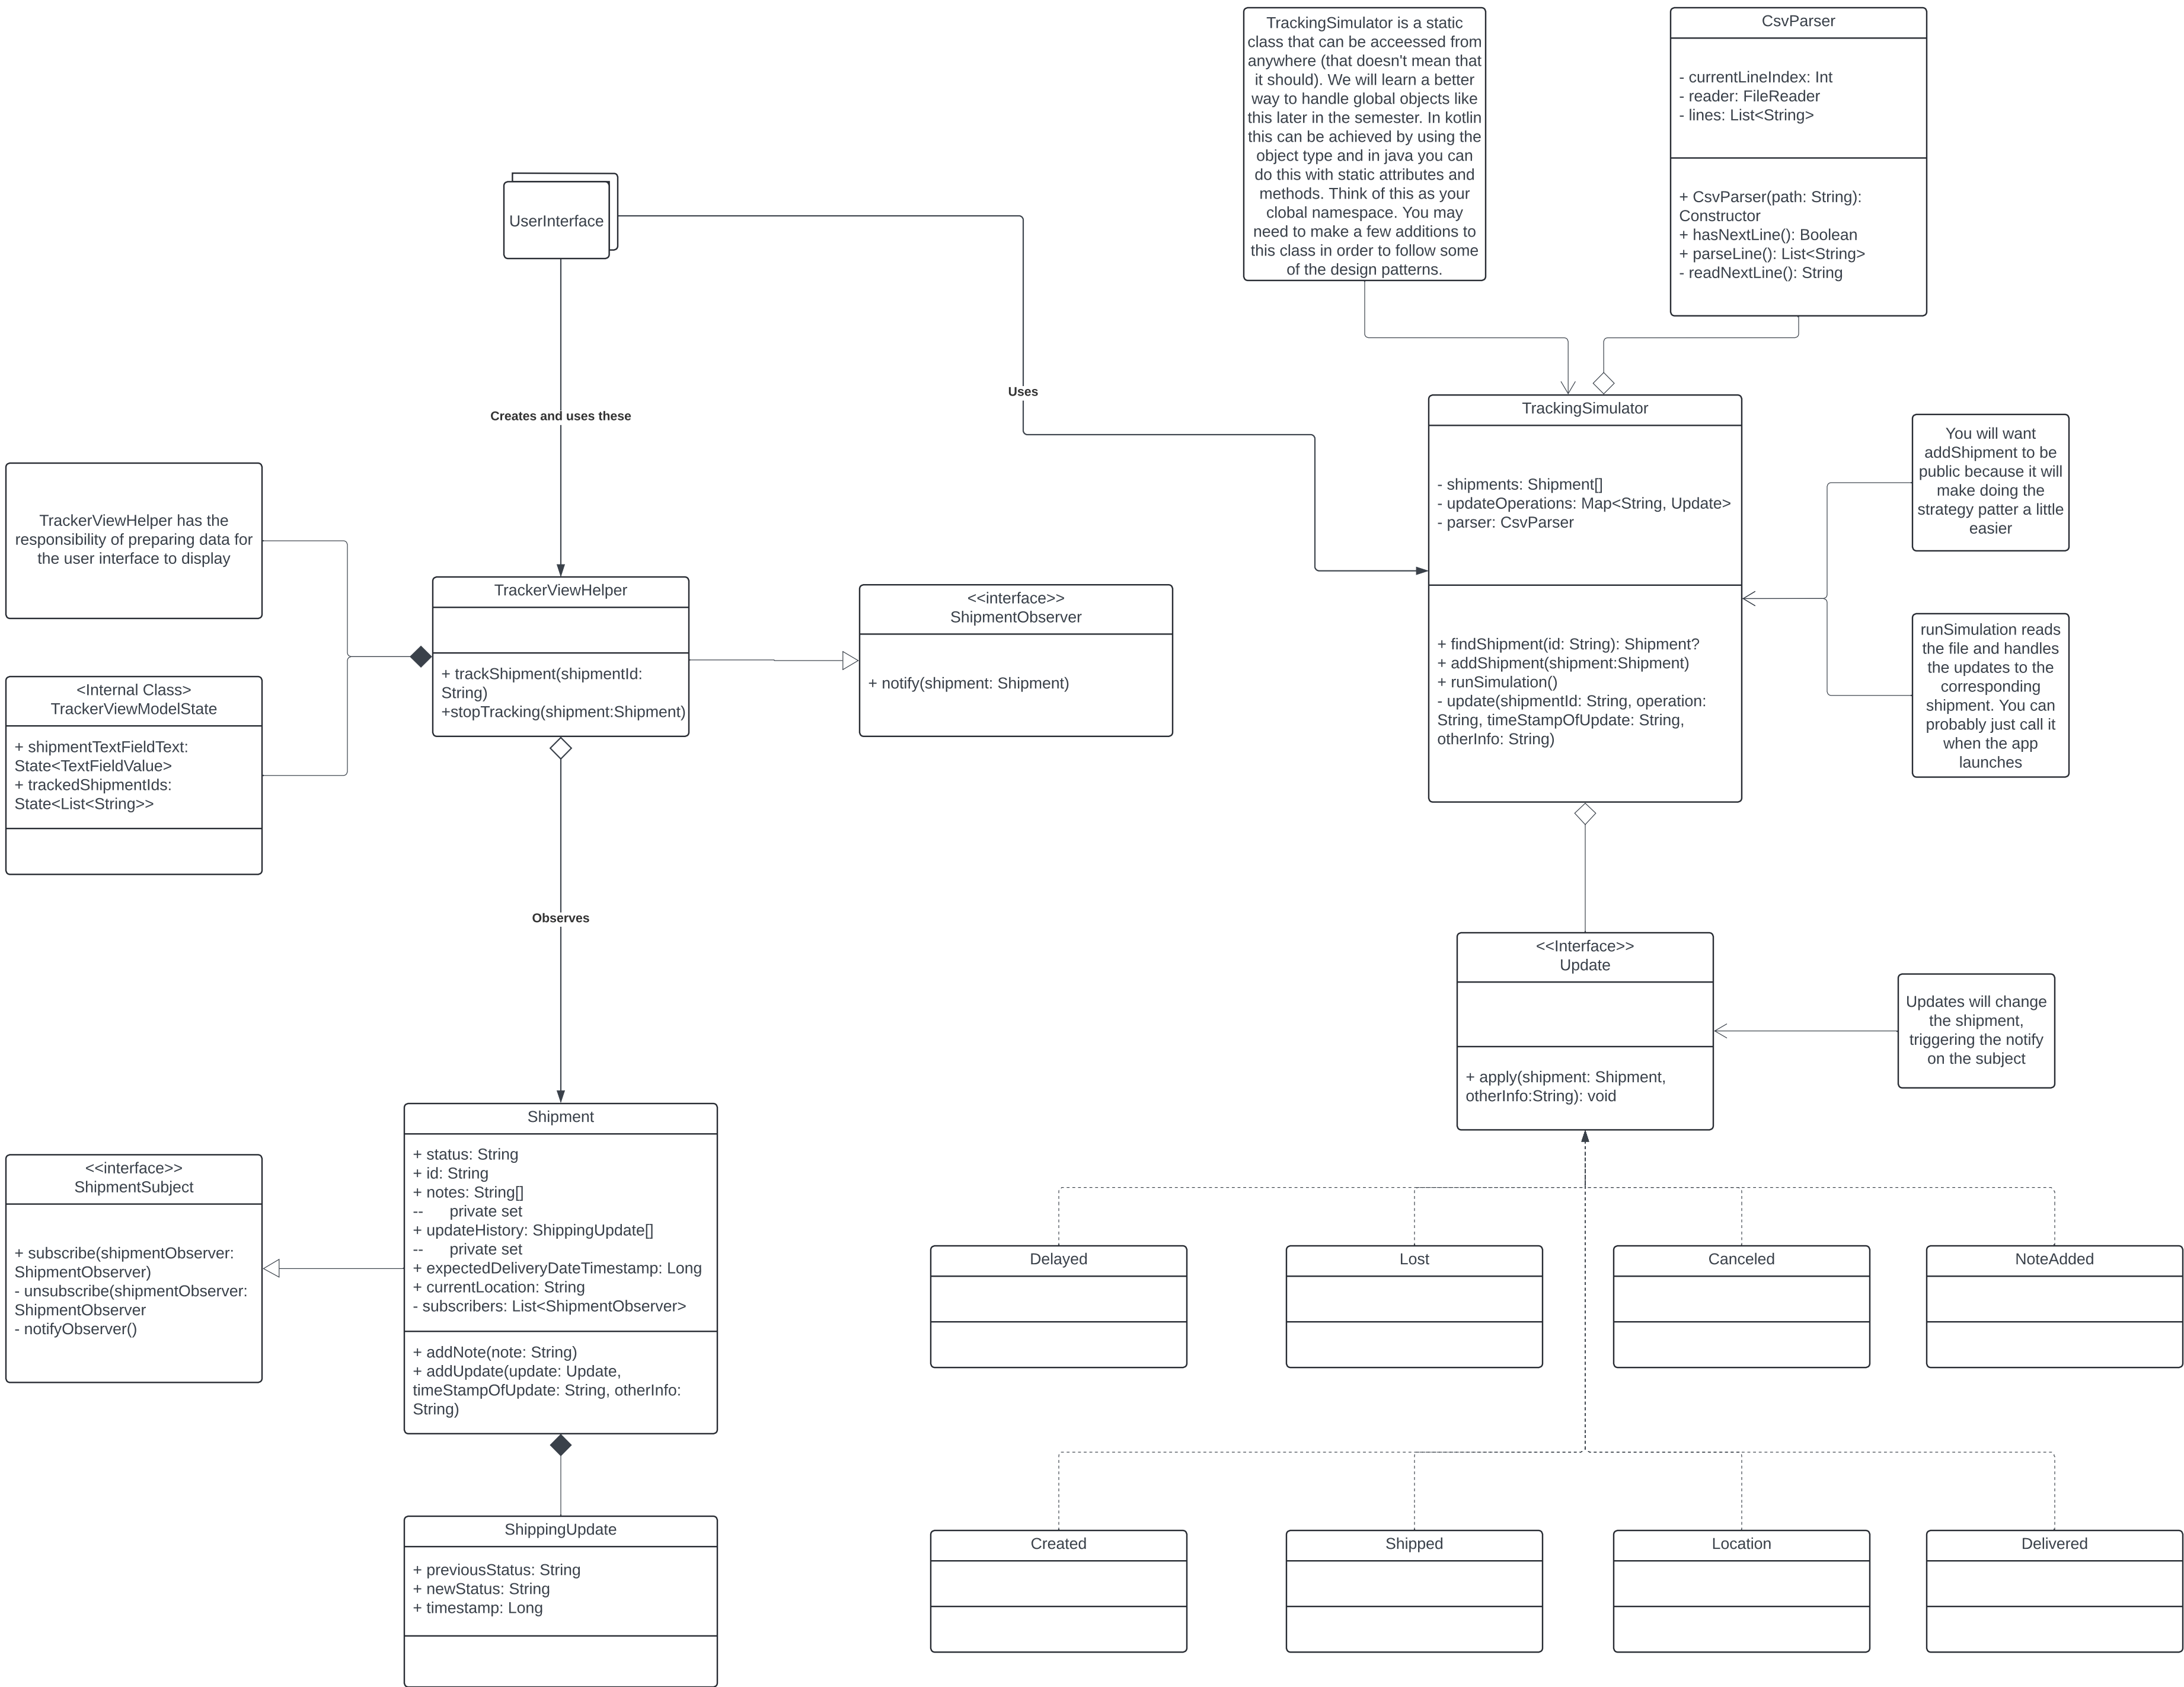 TrackingSimulator is a static
class that can be acceessed from
anywhere (that doesn't mean that
it should). We will learn a better
way to handle global objects like
this later in the semester. In kotlin
this can be achieved by using the
object type and in java you can
do this with static attributes and
methods. Think of this as your
clobal namespace. You may
need to make a few additions to
this class in order to follow some
of the design patterns.
CsvParser
- currentLineIndex: Int
- reader: FileReader
- lines: List<String>
+ CsvParser(path: String):
Constructor
+ hasNextLine(): Boolean
+ parseLine(): List<String>
- readNextLine(): String
UserInterface
Creates and uses these
Uses
TrackingSimulator
- shipments: Shipment[]
- updateOperations: Map<String, Update>
- parser: CsvParser
+ findShipment(id: String): Shipment?
+ addShipment(shipment:Shipment)
+ runSimulation()
- update(shipmentId: String, operation:
String, timeStampOfUpdate: String,
otherInfo: String)
You will want
addShipment to be
public because it will
make doing the
strategy patter a little
easier
runSimulation reads
the file and handles
the updates to the
corresponding
shipment. You can
probably just call it
when the app
launches
TrackerViewHelper has the
responsibility of preparing data for
the user interface to display
<Internal Class>
TrackerViewModelState
+ shipmentTextFieldText:
State<TextFieldValue>
+ trackedShipmentIds:
State<List<String>>
TrackerViewHelper
+ trackShipment(shipmentId:
String)
+stopTracking(shipment:Shipment)
<<interface>>
ShipmentObserver
+ notify(shipment: Shipment)
Observes
<<Interface>>
Update
+ apply(shipment: Shipment,
otherInfo:String): void
Updates will change
the shipment,
triggering the notify
on the subject
Shipment
+ status: String
+ id: String
+ notes: String[]
--      private set
+ updateHistory: ShippingUpdate[]
--      private set
+ expectedDeliveryDateTimestamp: Long
+ currentLocation: String
- subscribers: List<ShipmentObserver>
+ addNote(note: String)
+ addUpdate(update: Update,
timeStampOfUpdate: String, otherInfo:
String)
<<interface>>
ShipmentSubject
+ subscribe(shipmentObserver:
ShipmentObserver)
- unsubscribe(shipmentObserver:
ShipmentObserver
- notifyObserver()
ShippingUpdate
+ previousStatus: String
+ newStatus: String
+ timestamp: Long
Delayed
Lost
Canceled
NoteAdded
Created
Shipped
Location
Delivered